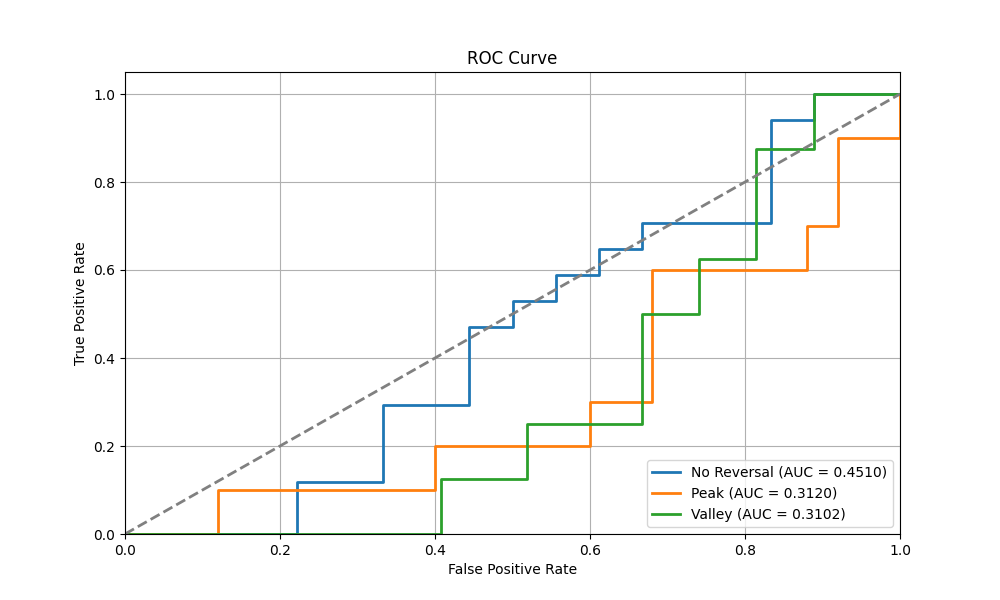 ROC Curve
True Positive Rate
1.0
0.8
0.6
0.4
0.2
0.0
0.0 0.2 0.4 0.6 0.8 1.0
False Positive Rate
No Reversal (AUC = 0.4510)
Peak (AUC = 0.3120)
Valley (AUC = 0.3102)